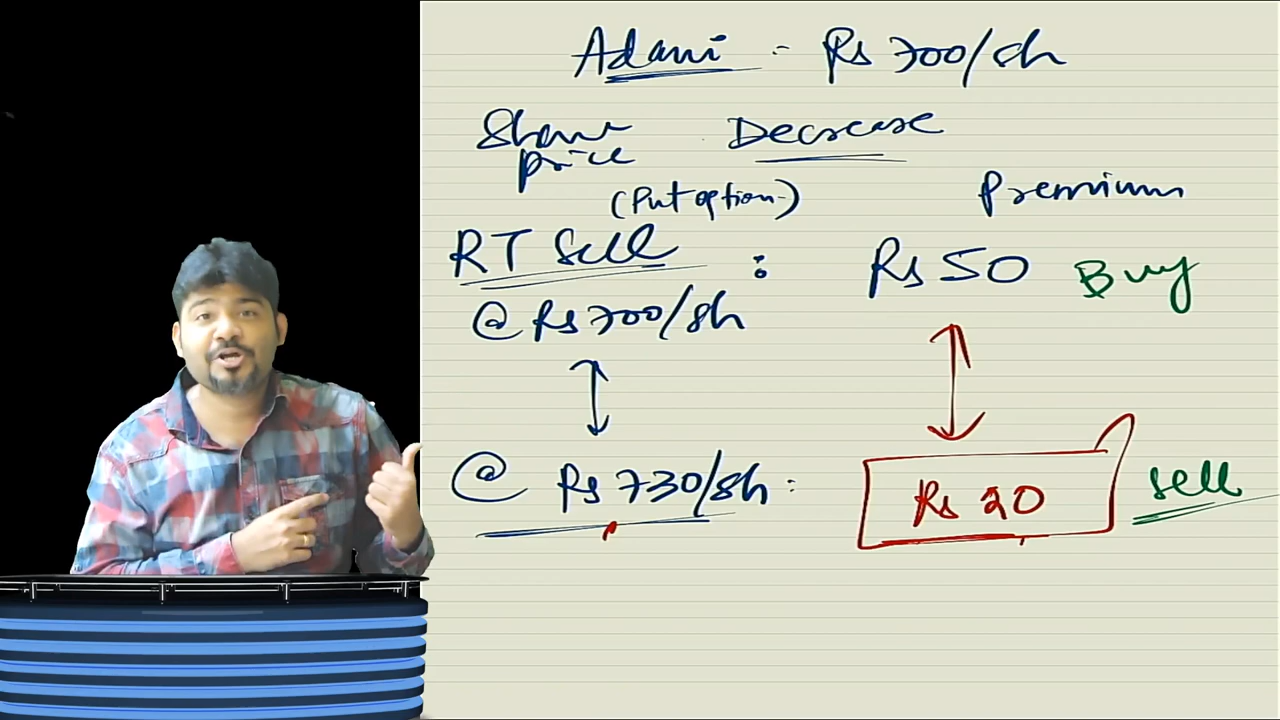 Adani - Rs 700/sh
Share price Decrease
(Put option) Premium
RT Sell : Rs 50 Buy
@ Rs 700/sh
@ Rs 730/sh : Rs 20 sell